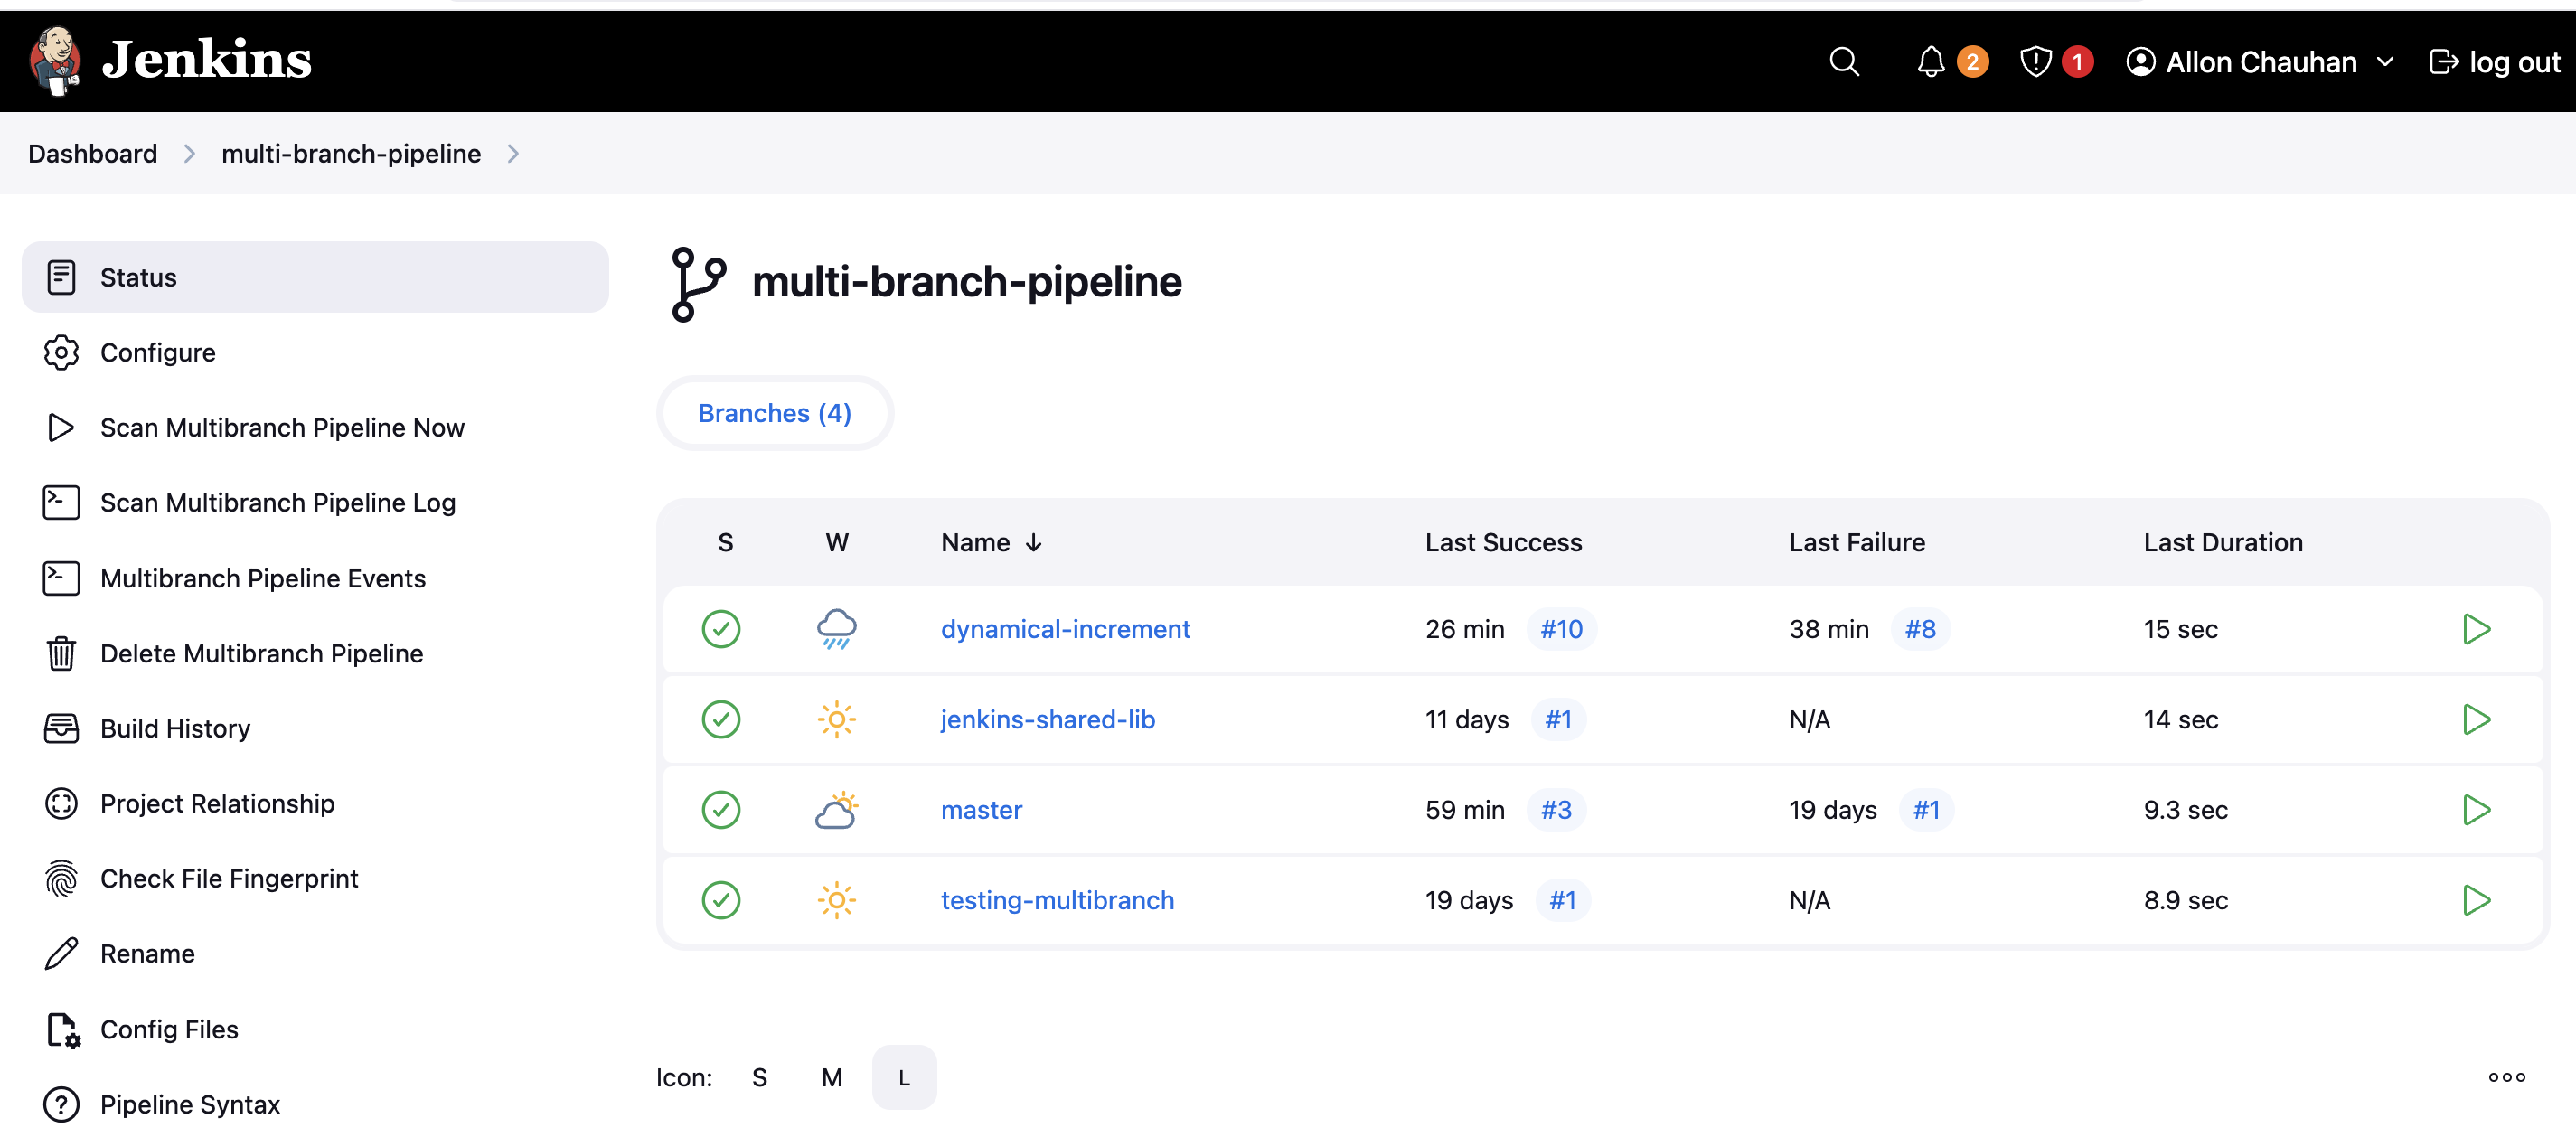 Jenkins
2
1
Allon Chauhan
log out
Dashboard
multi-branch-pipeline
Status
Configure
Scan Multibranch Pipeline Now
Scan Multibranch Pipeline Log
Multibranch Pipeline Events
Delete Multibranch Pipeline
Build History
Project Relationship
Check File Fingerprint
Rename
Config Files
Pipeline Syntax
multi-branch-pipeline
Branches (4)
S W Name ↓ Last Success Last Failure Last Duration
dynamical-increment 26 min #10 38 min #8 15 sec
jenkins-shared-lib 11 days #1 N/A 14 sec
master 59 min #3 19 days #1 9.3 sec
testing-multibranch 19 days #1 N/A 8.9 sec
Icon: S M L